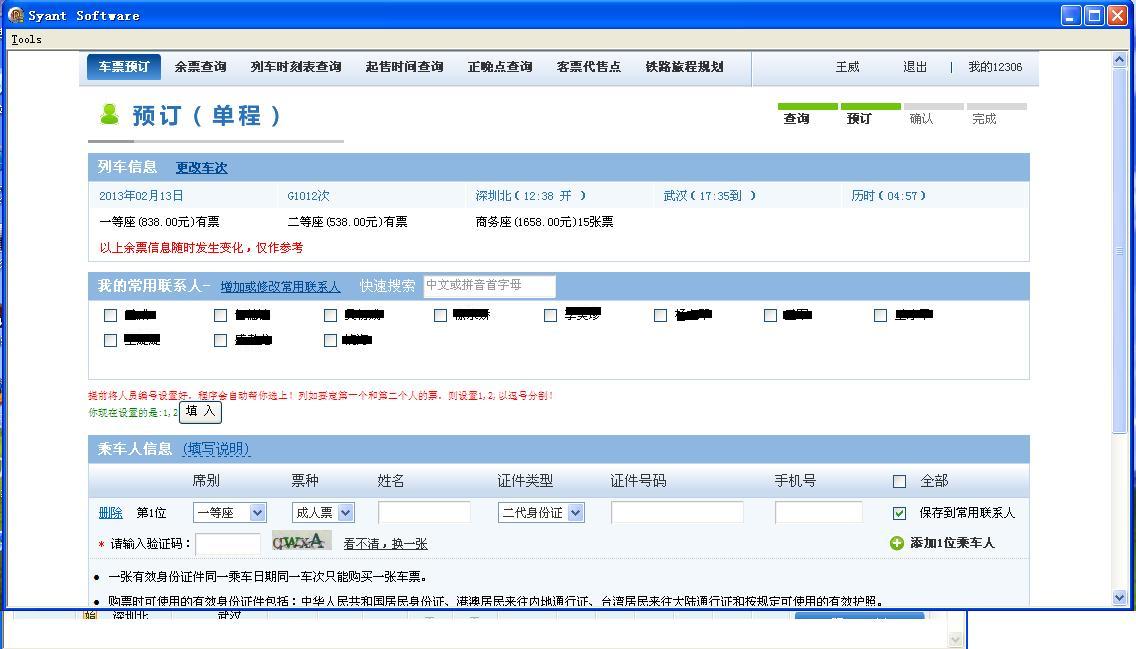 Syant Software
Tools
车票预订 余票查询 列车时刻表查询 起售时间查询 正晚点查询 客票代售点 铁路旅程规划 王威 退出 | 我的12306
预订（单程） 查询 预订 确认 完成
列车信息 更改车次
2013年02月13日 G1012次 深圳北（12:38 开 ） 武汉（17:35到 ） 历时（04:57）
一等座(838.00元)有票 二等座(538.00元)有票 商务座(1658.00元)15张票
以上余票信息随时发生变化，仅作参考
我的常用联系人- 增加或修改常用联系人 快速搜索 中文或拼音首字母
提前将人员编号设置好，程序会自动帮你选上！列如要定第一个和第二个人的票，则设置1,2,以逗号分割！
你现在设置的是:1,2 填 入
乘车人信息 (填写说明)
席别 票种 姓名 证件类型 证件号码 手机号 全部
删除 第1位 一等座 成人票 二代身份证 保存到常用联系人
* 请输入验证码： qwxA 看不清，换一张 添加1位乘车人
● 一张有效身份证件同一乘车日期同一车次只能购买一张车票。
● 购票时可使用的有效身份证件包括：中华人民共和国居民身份证、港澳居民来往内地通行证、台湾居民来往大陆通行证和按规定可使用的有效护照。
始 深圳北 武汉